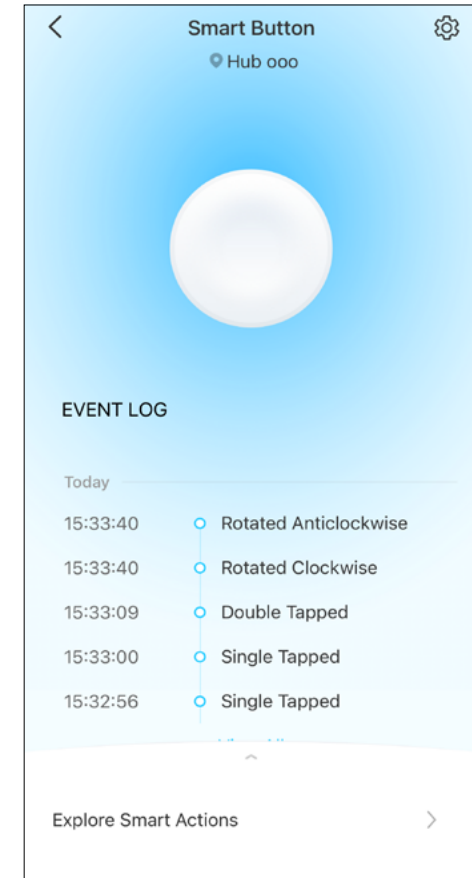 Smart Button
Hub ooo
EVENT LOG
Today
15:33:40 Rotated Anticlockwise
15:33:40 Rotated Clockwise
15:33:09 Double Tapped
15:33:00 Single Tapped
15:32:56 Single Tapped
Explore Smart Actions